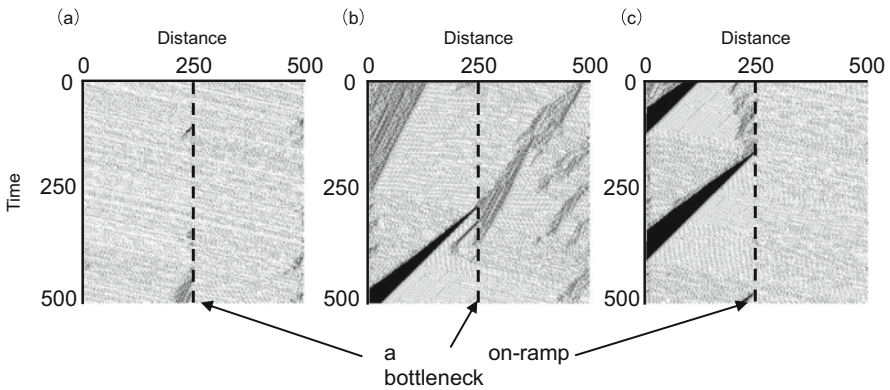 (a) (b) (c)
Distance Distance Distance
0 250 500 0 250 500 0 250 500
0 0 0
Time
250 250 250
500 500 500
a on-ramp
bottleneck